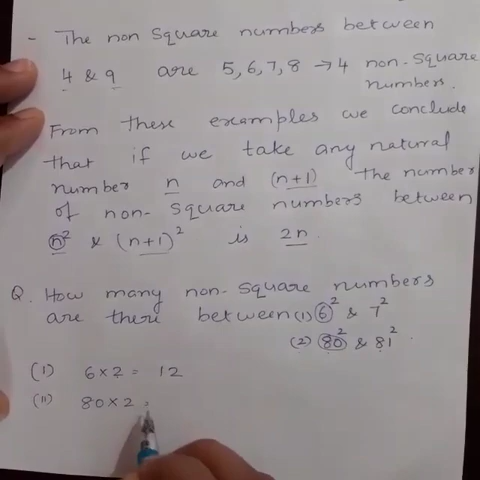 - The non square numbers between
4 & 9 are 5,6,7,8 → 4 non-square
numbers.
From these examples we conclude
that if we take any natural
number n and (n+1) the number
of non-square numbers between
n² & (n+1)² is 2n.
Q. How many non-square numbers
are there between (1) 6² & 7²
(2) 80² & 81²
(1) 6×2 = 12
(11) 80×2 =